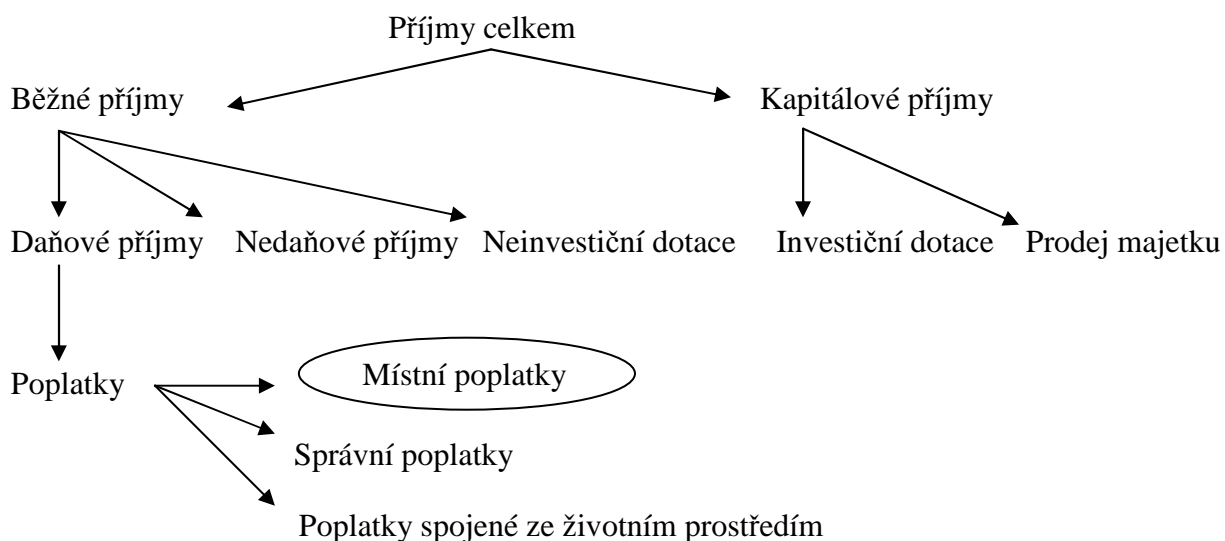 Příjmy celkem
Běžné příjmy Kapitálové příjmy
Daňové příjmy Nedaňové příjmy Neinvestiční dotace Investiční dotace Prodej majetku
Poplatky Místní poplatky
Správní poplatky
Poplatky spojené ze životním prostředím